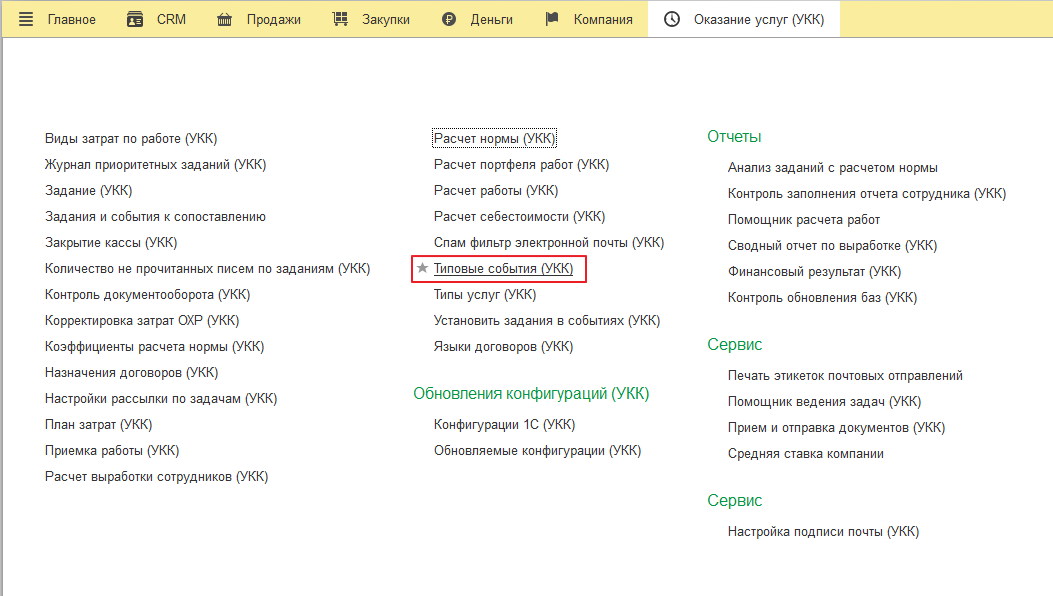 Главное CRM Продажи Закупки Деньги Компания Оказание услуг (УКК)
Виды затрат по работе (УКК)
Журнал приоритетных заданий (УКК)
Задание (УКК)
Задания и события к сопоставлению
Закрытие кассы (УКК)
Количество не прочитанных писем по заданиям (УКК)
Контроль документооборота (УКК)
Корректировка затрат ОХР (УКК)
Коэффициенты расчета нормы (УКК)
Назначения договоров (УКК)
Настройки рассылки по задачам (УКК)
План затрат (УКК)
Приемка работы (УКК)
Расчет выработки сотрудников (УКК)
Расчет нормы (УКК)
Расчет портфеля работ (УКК)
Расчет работы (УКК)
Расчет себестоимости (УКК)
Спам фильтр электронной почты (УКК)
Типовые события (УКК)
Типы услуг (УКК)
Установить задания в событиях (УКК)
Языки договоров (УКК)
Обновления конфигураций (УКК)
Конфигурации 1С (УКК)
Обновляемые конфигурации (УКК)
Отчеты
Анализ заданий с расчетом нормы
Контроль заполнения отчета сотрудника (УКК)
Помощник расчета работ
Сводный отчет по выработке (УКК)
Финансовый результат (УКК)
Контроль обновления баз (УКК)
Сервис
Печать этикеток почтовых отправлений
Помощник ведения задач (УКК)
Прием и отправка документов (УКК)
Средняя ставка компании
Сервис
Настройка подписи почты (УКК)